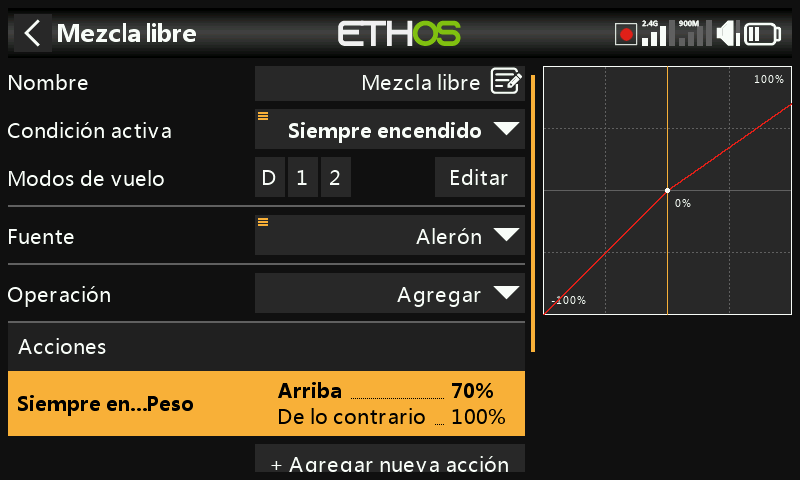 Mezcla libre
ETHOS
2.4G
900M
Nombre
Mezcla libre
Condición activa
Siempre encendido
Modos de vuelo
D
1
2
Editar
Fuente
Alerón
Operación
Agregar
Acciones
Siempre en...Peso
Arriba 70%
De lo contrario 100%
+ Agregar nueva acción
100%
0%
-100%